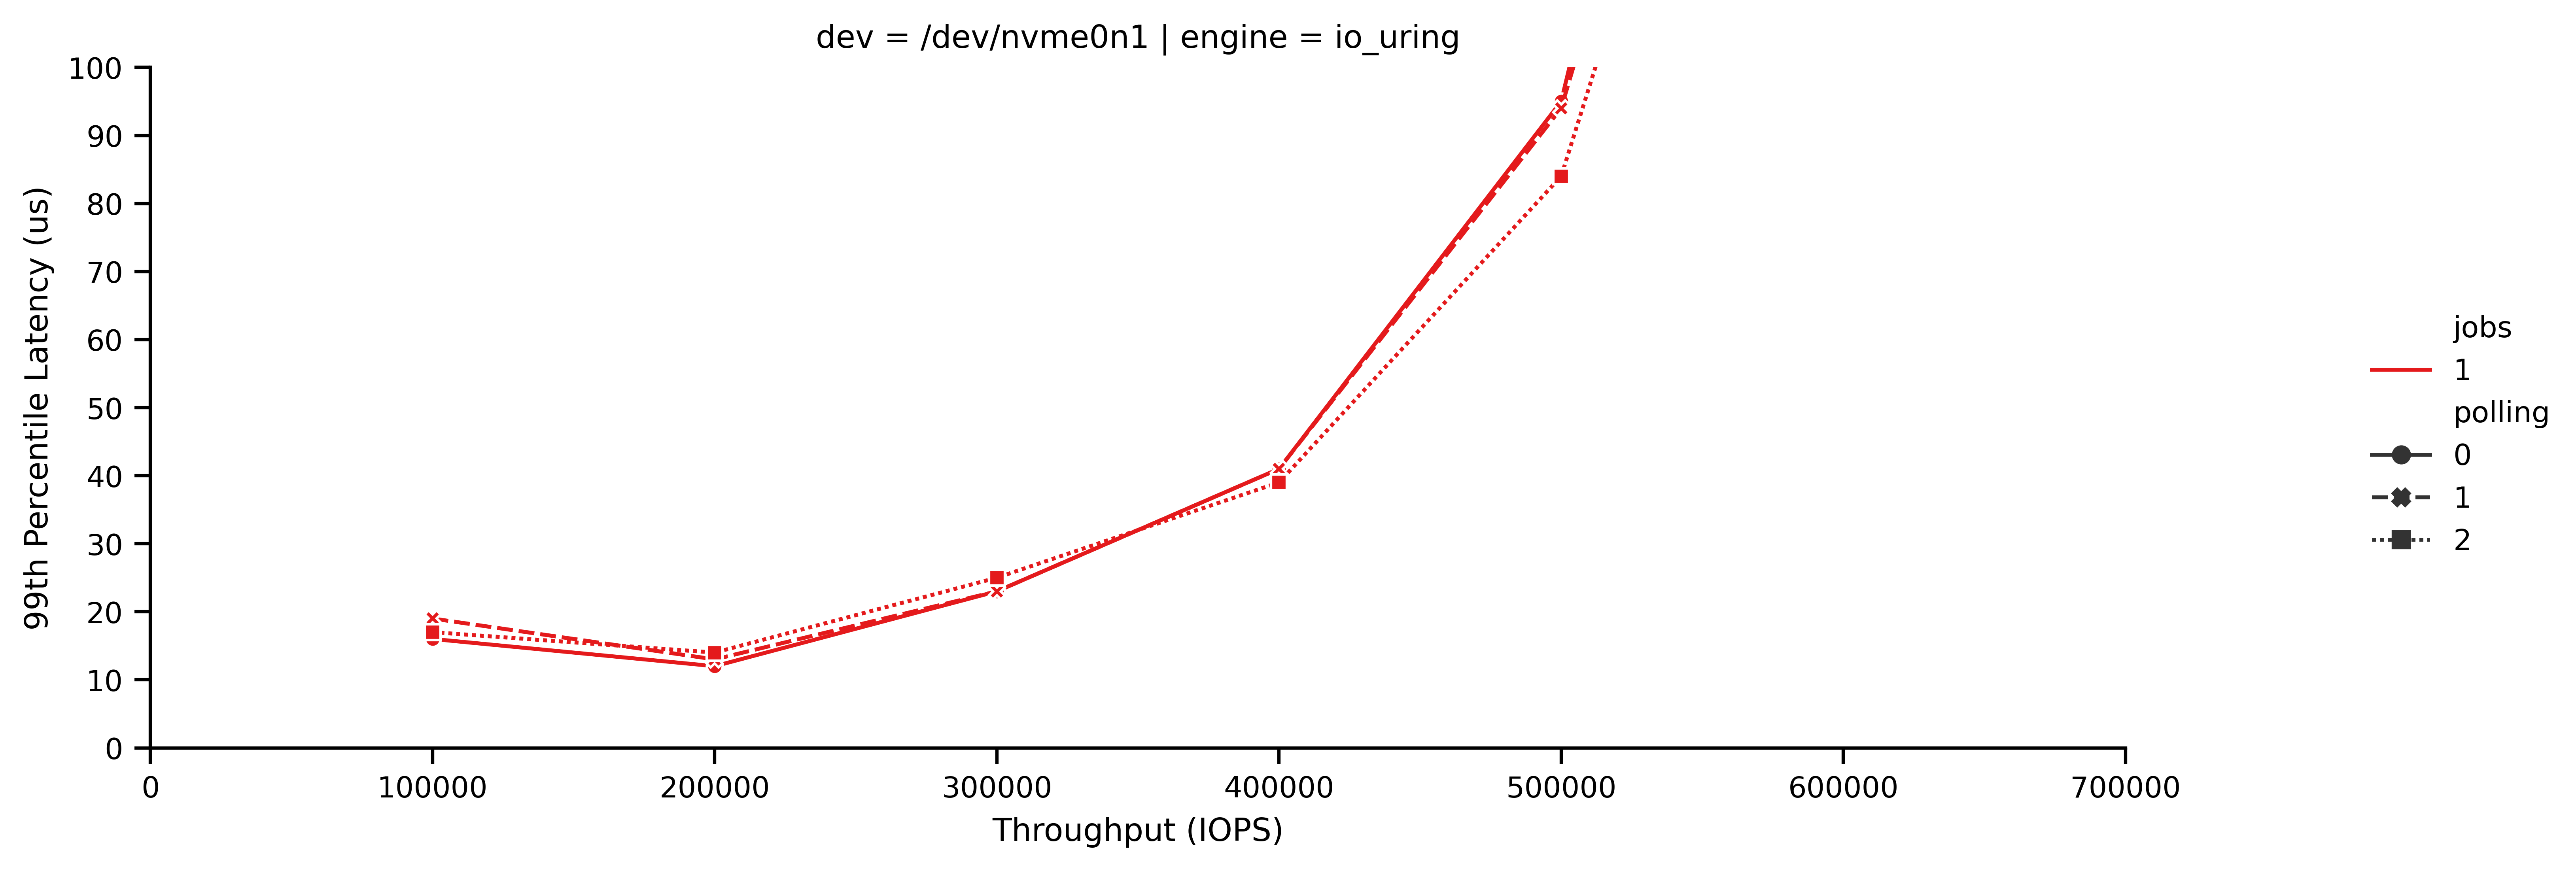 dev = /dev/nvme0n1 | engine = io_uring
100
90
80
70
60
50
40
30
20
10
0
99th Percentile Latency (us)
0 100000 200000 300000 400000 500000 600000 700000
Throughput (IOPS)
jobs
1
polling
0
1
2